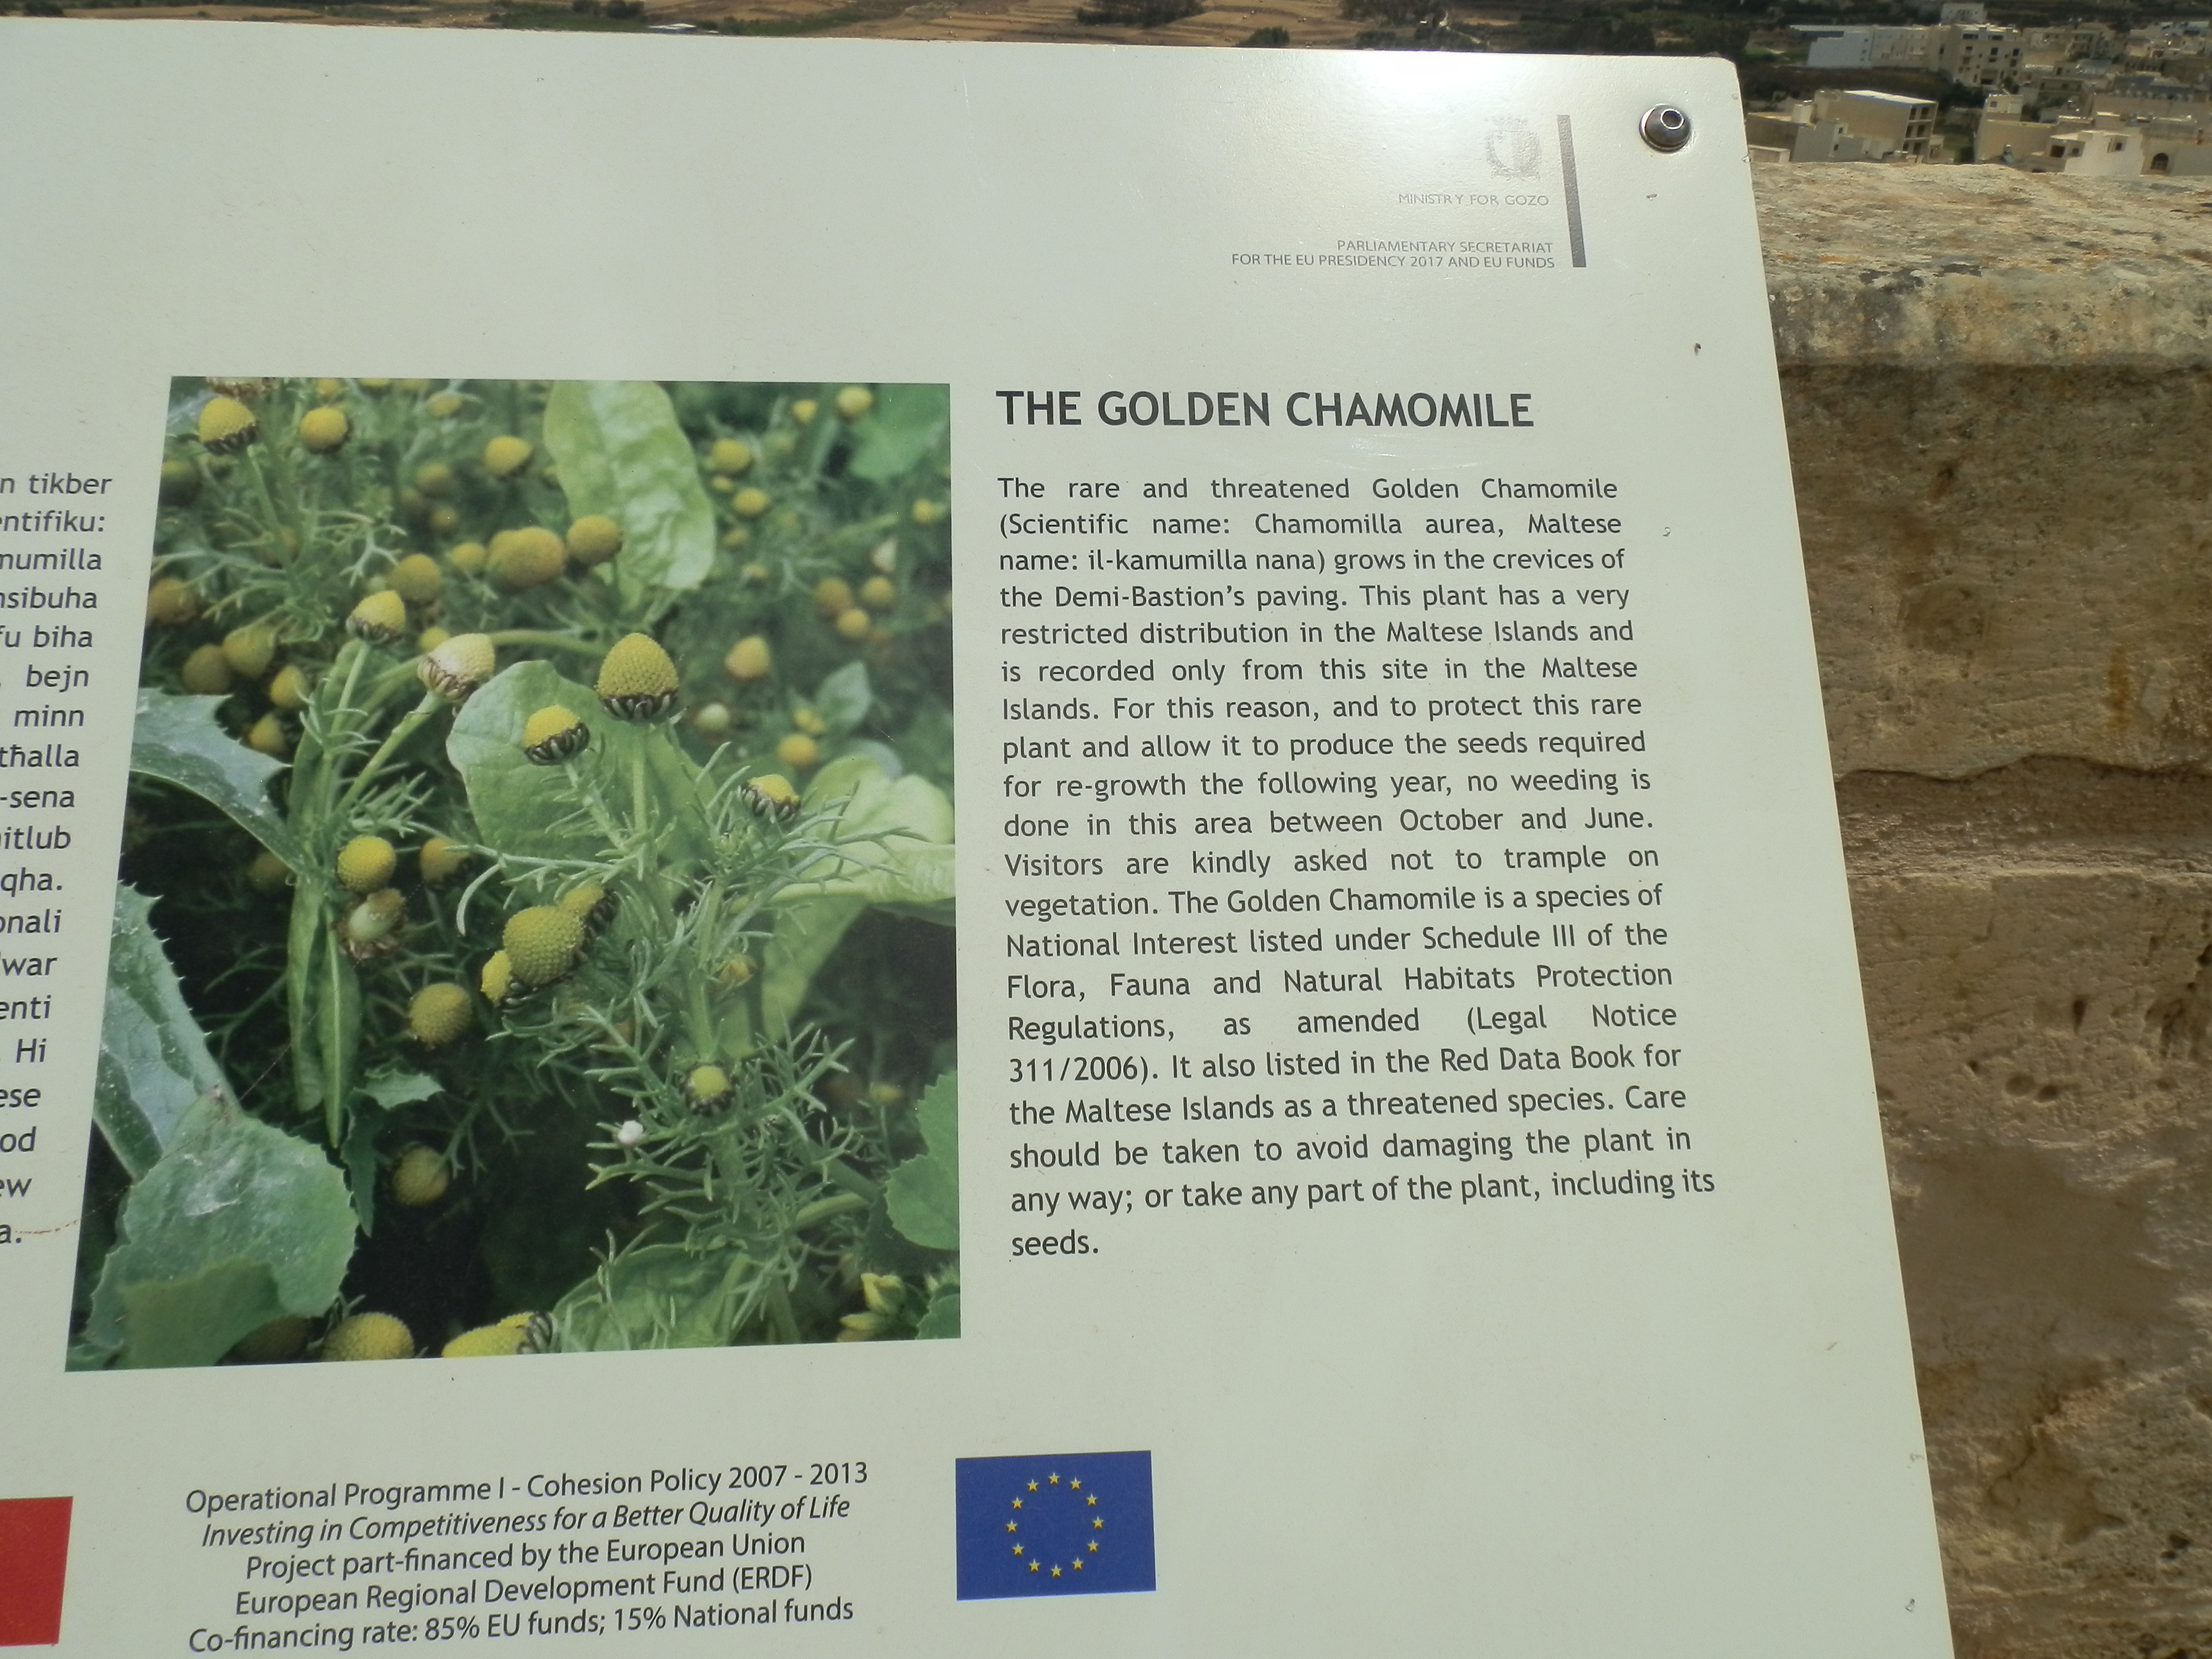 MINISTRY FOR GOZO
PARLIAMENTARY SECRETARIAT
FOR THE EU PRESIDENCY 2017 AND EU FUNDS
n tikber
entifiku:
mumilla
nsibuha
fu biha
. bejn
minn
tħalla
-sena
nitlub
qha.
onali
war
enti
. Hi
ese
od
ew
a.
THE GOLDEN CHAMOMILE
The rare and threatened Golden Chamomile
(Scientific name: Chamomilla aurea, Maltese
name: il-kamumilla nana) grows in the crevices of
the Demi-Bastion's paving. This plant has a very
restricted distribution in the Maltese Islands and
is recorded only from this site in the Maltese
Islands. For this reason, and to protect this rare
plant and allow it to produce the seeds required
for re-growth the following year, no weeding is
done in this area between October and June.
Visitors are kindly asked not to trample on
vegetation. The Golden Chamomile is a species of
National Interest listed under Schedule III of the
Flora, Fauna and Natural Habitats Protection
Regulations, as amended (Legal Notice
311/2006). It also listed in the Red Data Book for
the Maltese Islands as a threatened species. Care
should be taken to avoid damaging the plant in
any way; or take any part of the plant, including its
seeds.
Operational Programme I - Cohesion Policy 2007 - 2013
Investing in Competitiveness for a Better Quality of Life
Project part-financed by the European Union
European Regional Development Fund (ERDF)
Co-financing rate: 85% EU funds; 15% National funds